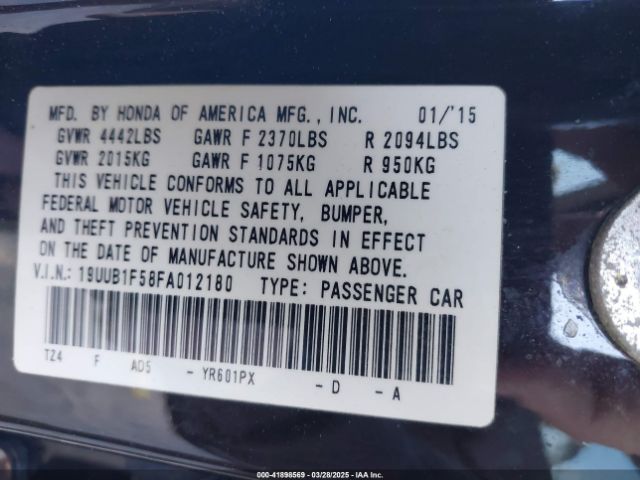 MFD. BY HONDA OF AMERICA MFG., INC. 01/'15
GVWR 4442LBS GAWR F 2370LBS R 2094LBS
GVWR 2015KG GAWR F 1075KG R 950KG
THIS VEHICLE CONFORMS TO ALL APPLICABLE
FEDERAL MOTOR VEHICLE SAFETY, BUMPER,
AND THEFT PREVENTION STANDARDS IN EFFECT
ON THE DATE OF MANUFACTURE SHOWN ABOVE.
V.I.N.: 19UUB1F58FA012180 TYPE: PASSENGER CAR
TZ4 F AD5 - YR601PX - D - A
000-41898569 | 03/28/2025 - IAA Inc.